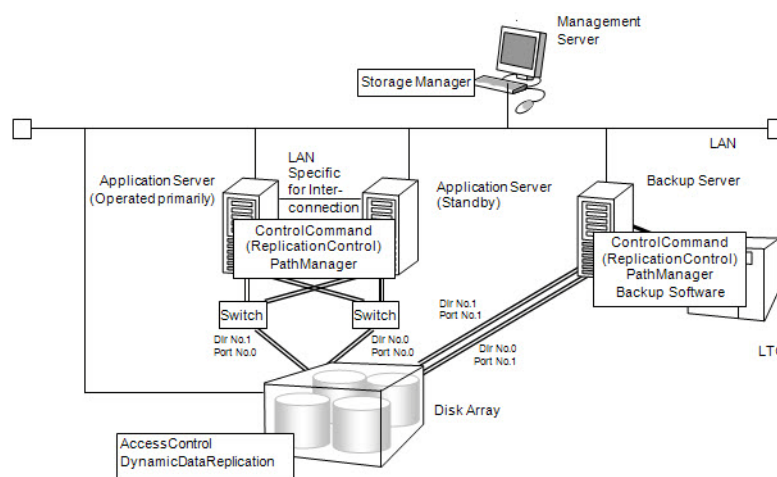 Management
Server
Storage Manager
LAN
Application Server
(Operated primarily)
LAN
Specific
for Inter-
connection
Application Server
(Standby)
Backup Server
ControlCommand
(ReplicationControl)
PathManager
ControlCommand
(ReplicationControl)
PathManager
Backup Software
Switch
Switch
Dir No.1
Port No.1
Dir No.1
Port No.0
Dir No.0
Port No.0
Dir No.0
Port No.1
LTO
Disk Array
AccessControl
DynamicDataReplication